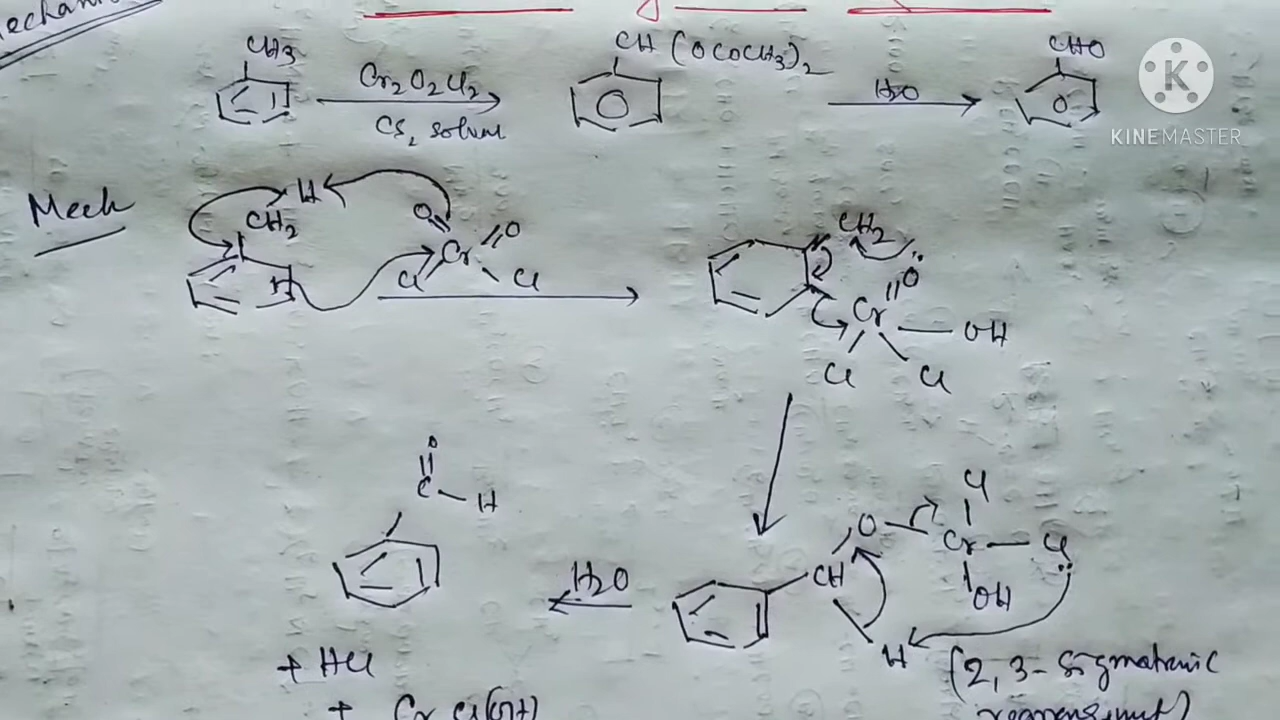 CH3
Cr2O2Cl2
CS2 solvent
CH(OCOCH3)2
H2O
CHO
KINEMASTER
K
Mech
H
CH2
O
O
Cr
Cl
Cl
H
CH2
O
Cr
OH
Cl
Cl
O
C
H
H2O
CH
O
Cr
Cl
Cl
OH
H
+ HCl
(2,3-sigmatropic